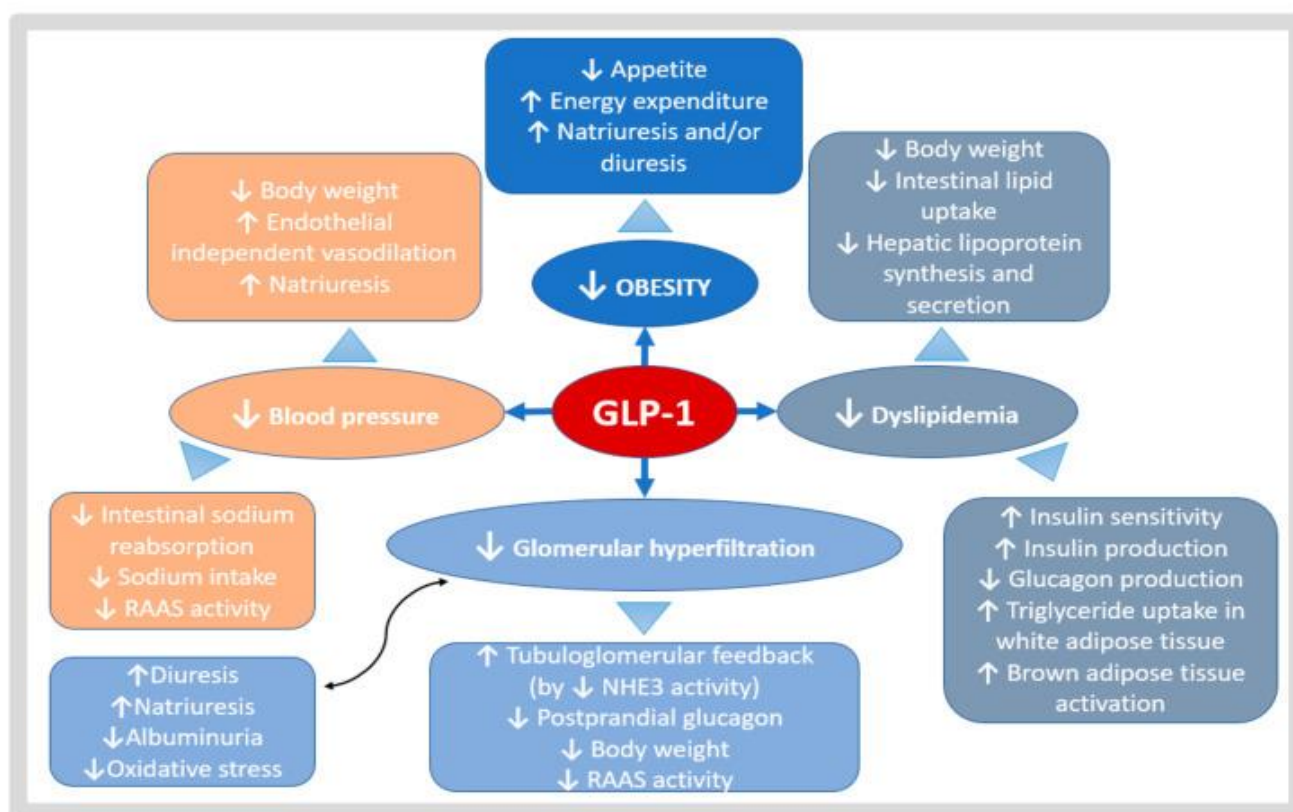 ↓ Appetite
↑ Energy expenditure
↑ Natriuresis and/or
diuresis
↓ Body weight
↑ Endothelial
independent vasodilation
↑ Natriuresis
↓ Body weight
↓ Intestinal lipid
uptake
↓ Hepatic lipoprotein
synthesis and
secretion
↓ OBESITY
↓ Blood pressure
GLP-1
↓ Dyslipidemia
↓ Glomerular hyperfiltration
↓ Intestinal sodium
reabsorption
↓ Sodium intake
↓ RAAS activity
↑ Insulin sensitivity
↑ Insulin production
↓ Glucagon production
↑ Triglyceride uptake in
white adipose tissue
↑ Brown adipose tissue
activation
↑Diuresis
↑Natriuresis
↓Albuminuria
↓Oxidative stress
↑ Tubuloglomerular feedback
(by ↓ NHE3 activity)
↓ Postprandial glucagon
↓ Body weight
↓ RAAS activity